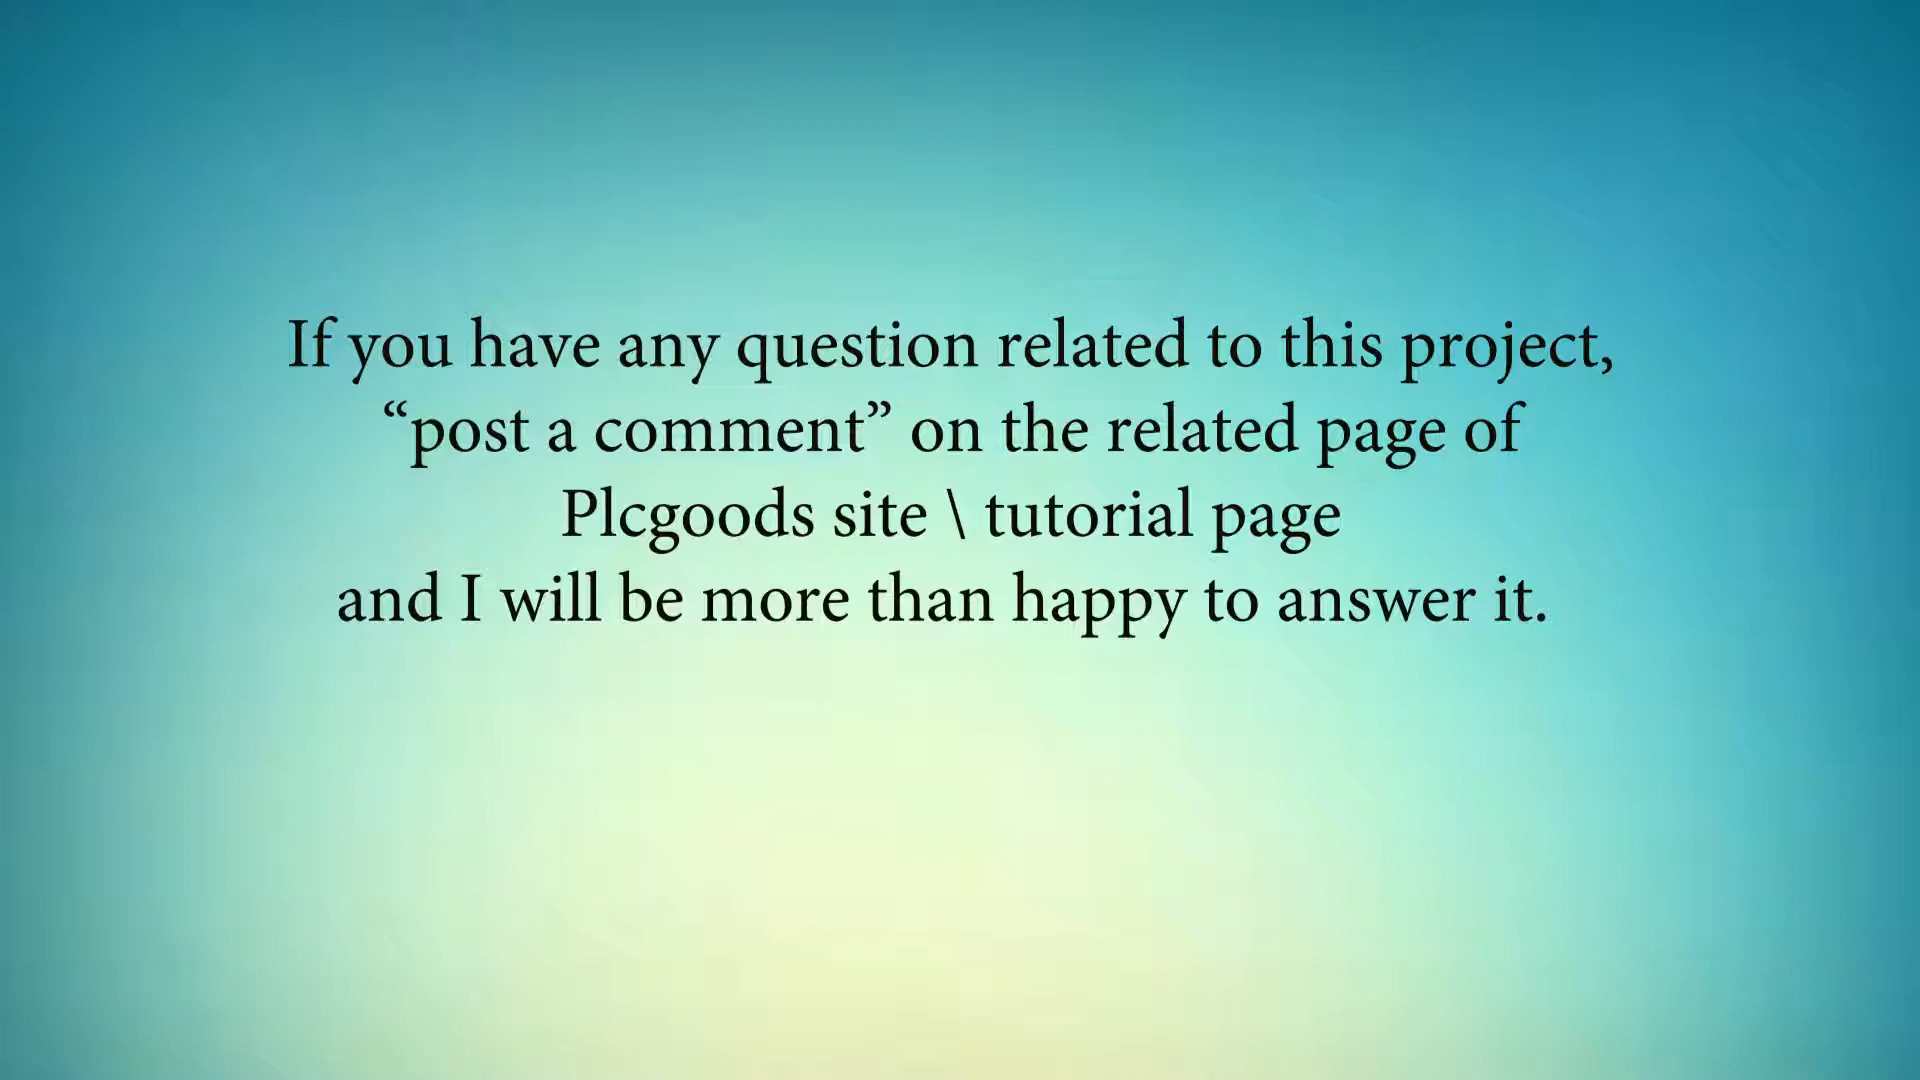 If you have any question related to this project,
“post a comment” on the related page of
Plcgoods site \ tutorial page
and I will be more than happy to answer it.